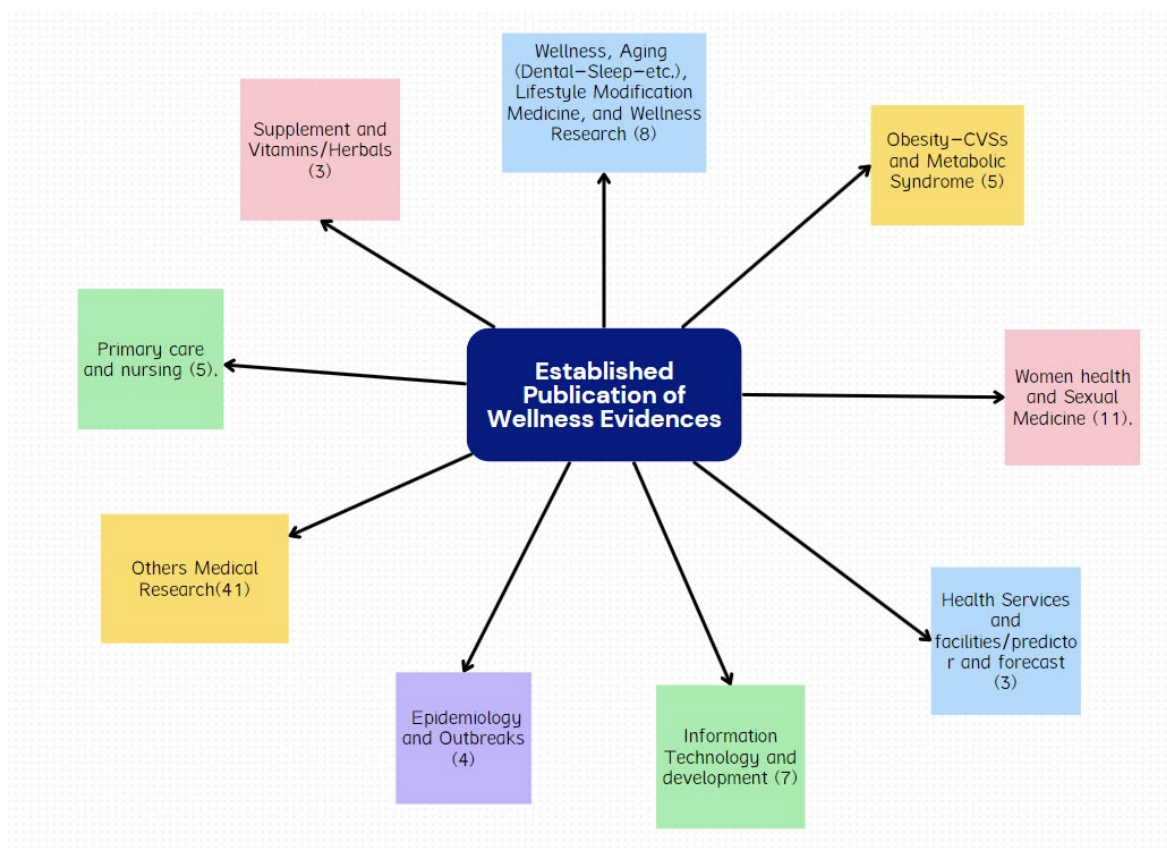 Wellness, Aging
(Dental-Sleep-etc.),
Lifestyle Modification
Medicine, and Wellness
Research (8)
Supplement and
Vitamins/Herbals
(3)
Obesity-CVSs
and Metabolic
Syndrome (5)
Primary care
and nursing (5).
Established
Publication of
Wellness Evidences
Women health
and Sexual
Medicine (11).
Others Medical
Research(41)
Health Services
and
facilities/predicto
r and forecast
(3)
Epidemiology
and Outbreaks
(4)
Information
Technology and
development (7)